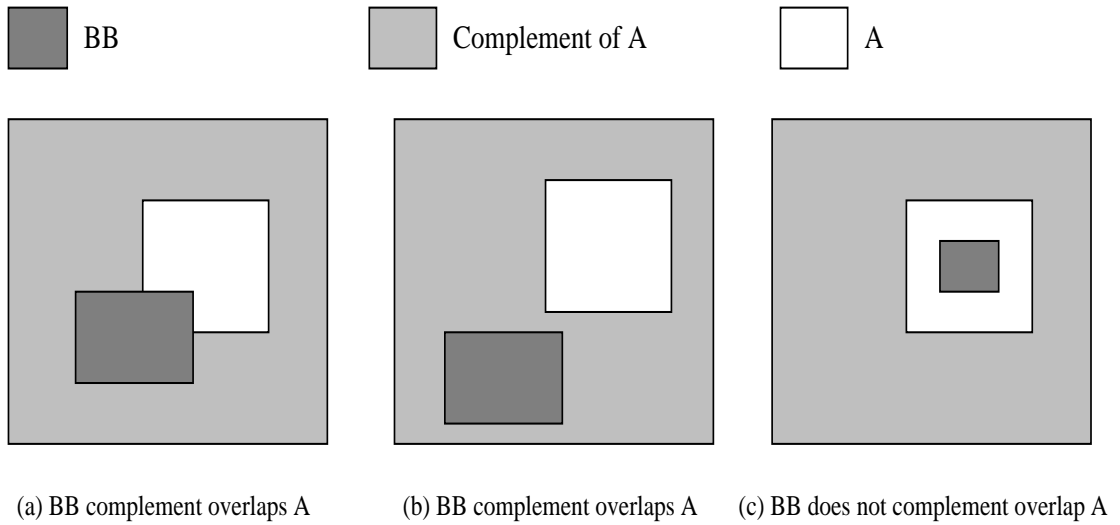 BB
Complement of A
A
(a) BB complement overlaps A
(b) BB complement overlaps A
(c) BB does not complement overlap A